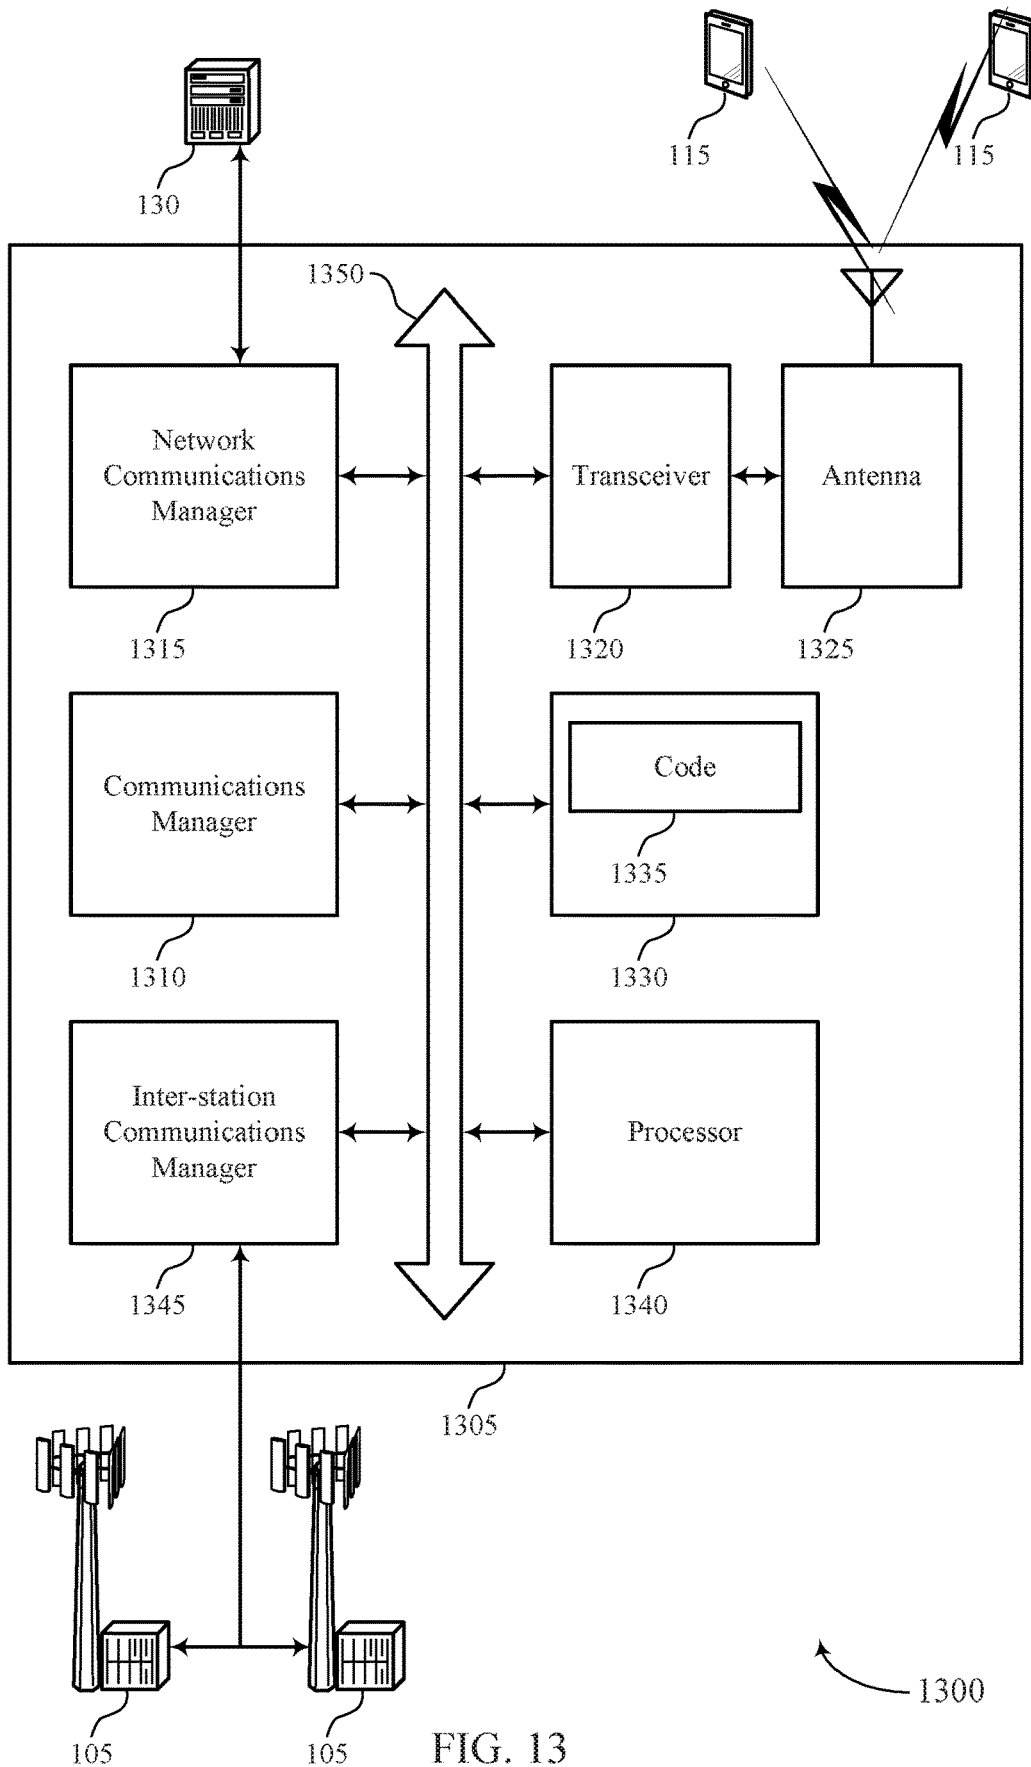 115
115
130
1350
Network
Communications
Manager
Transceiver
Antenna
1315
1320
1325
Communications
Manager
Code
1335
1310
1330
Inter-station
Communications
Manager
Processor
1345
1340
1305
1300
105
105
FIG. 13